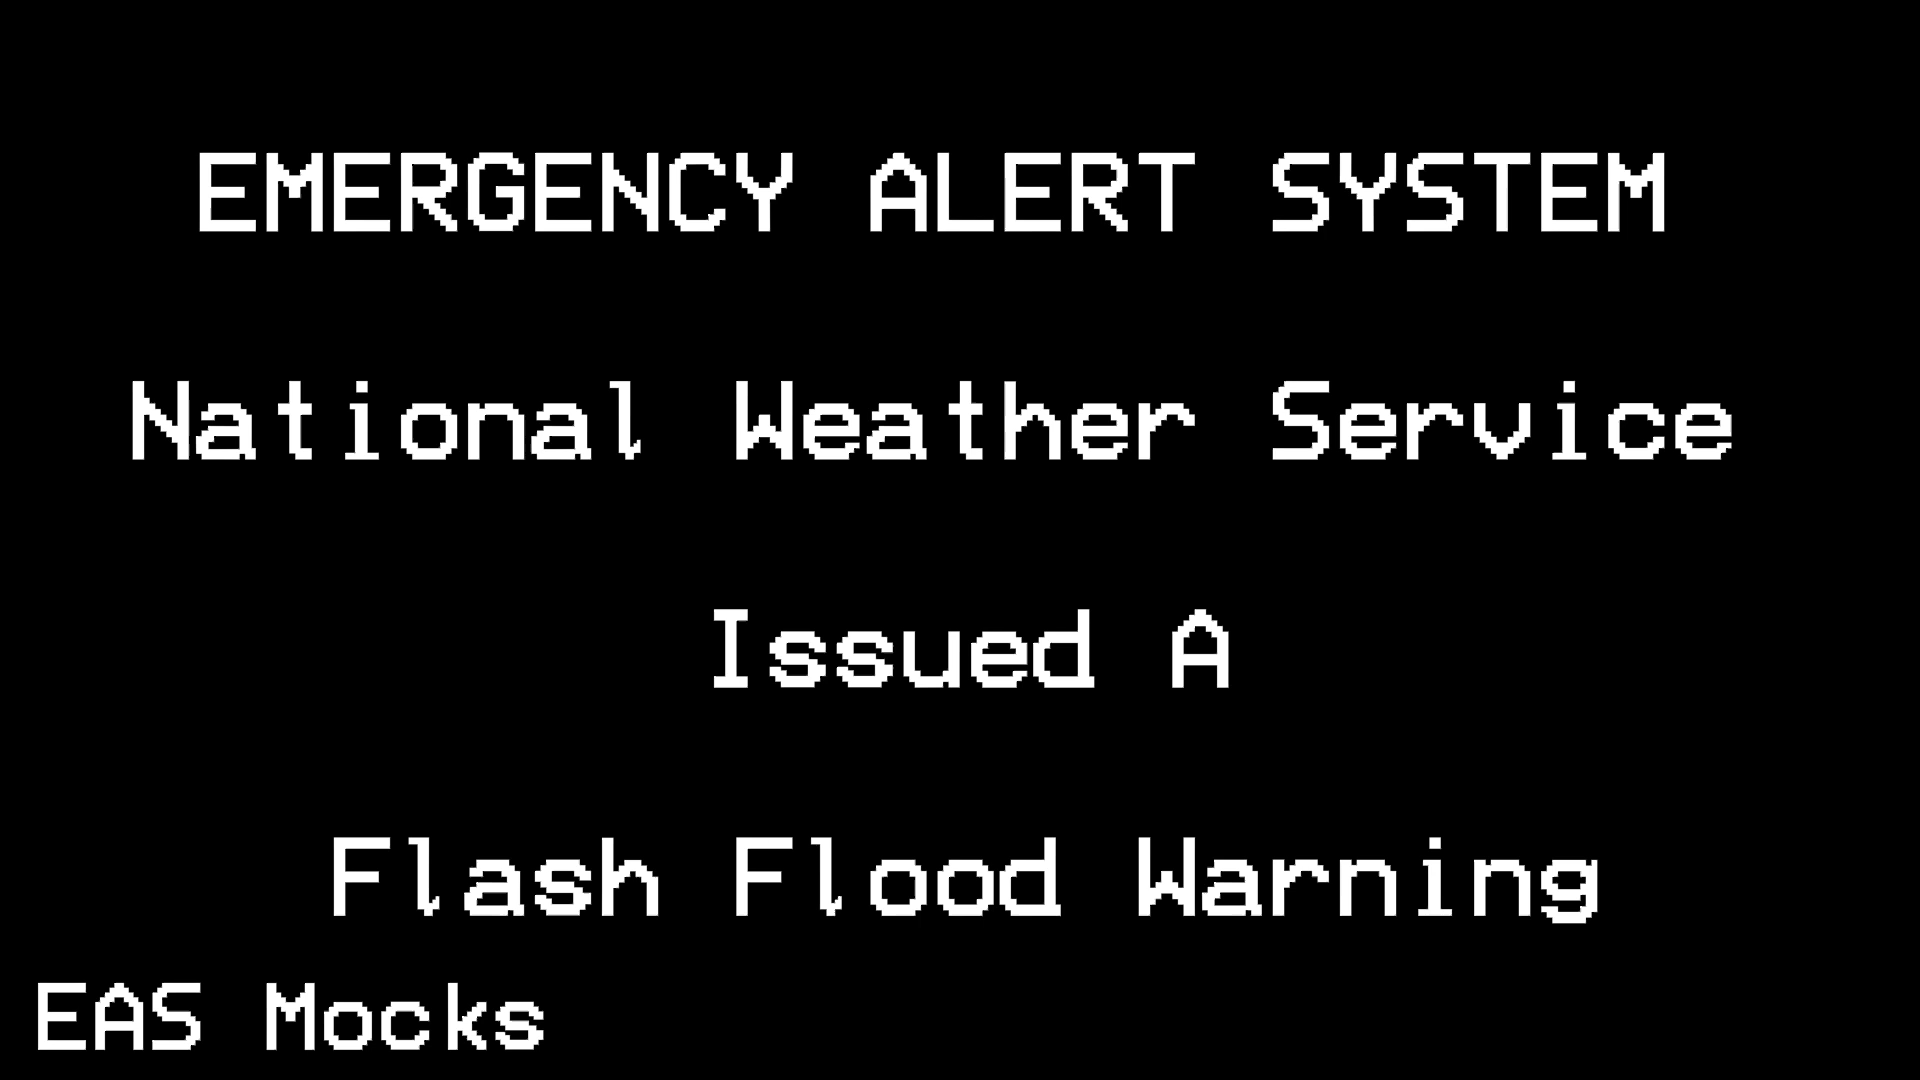 EMERGENCY ALERT SYSTEM
National Weather Service
Issued A
Flash Flood Warning
EAS Mocks